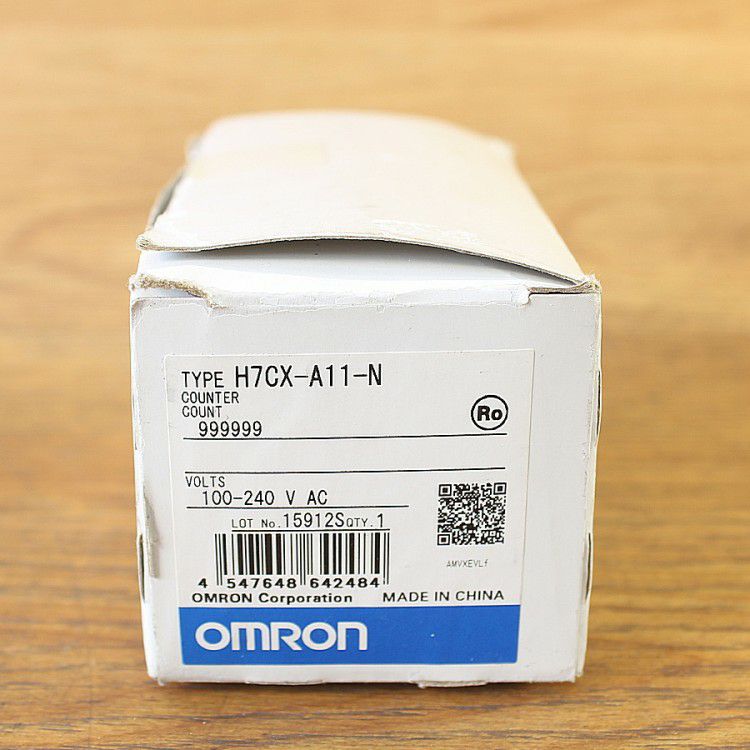 TYPE H7CX-A11-N
COUNTER
COUNT
999999
Ro
VOLTS
100-240 V AC
LOT No.15912S QTY.1
4 547648 642484
AMVXEVLf
OMRON Corporation MADE IN CHINA
OMRON